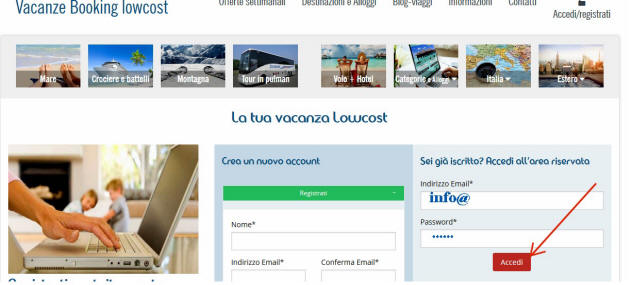 Vacanze Booking lowcost
Offerte settimanali Destinazioni e Alloggi Blog-Viaggi Informazioni Contatti
Accedi/registrati
Mare Crociere e battelli Montagna Tour in pulman Volo + Hotel Categorie e Alloggi Italia Estero
La tua vacanza Lowcost
Crea un nuovo account
Registrati
Nome*
Indirizzo Email* Conferma Email*
Sei già iscritto? Accedi all'area riservata
Indirizzo Email*
info@
Password*
••••••
Accedi